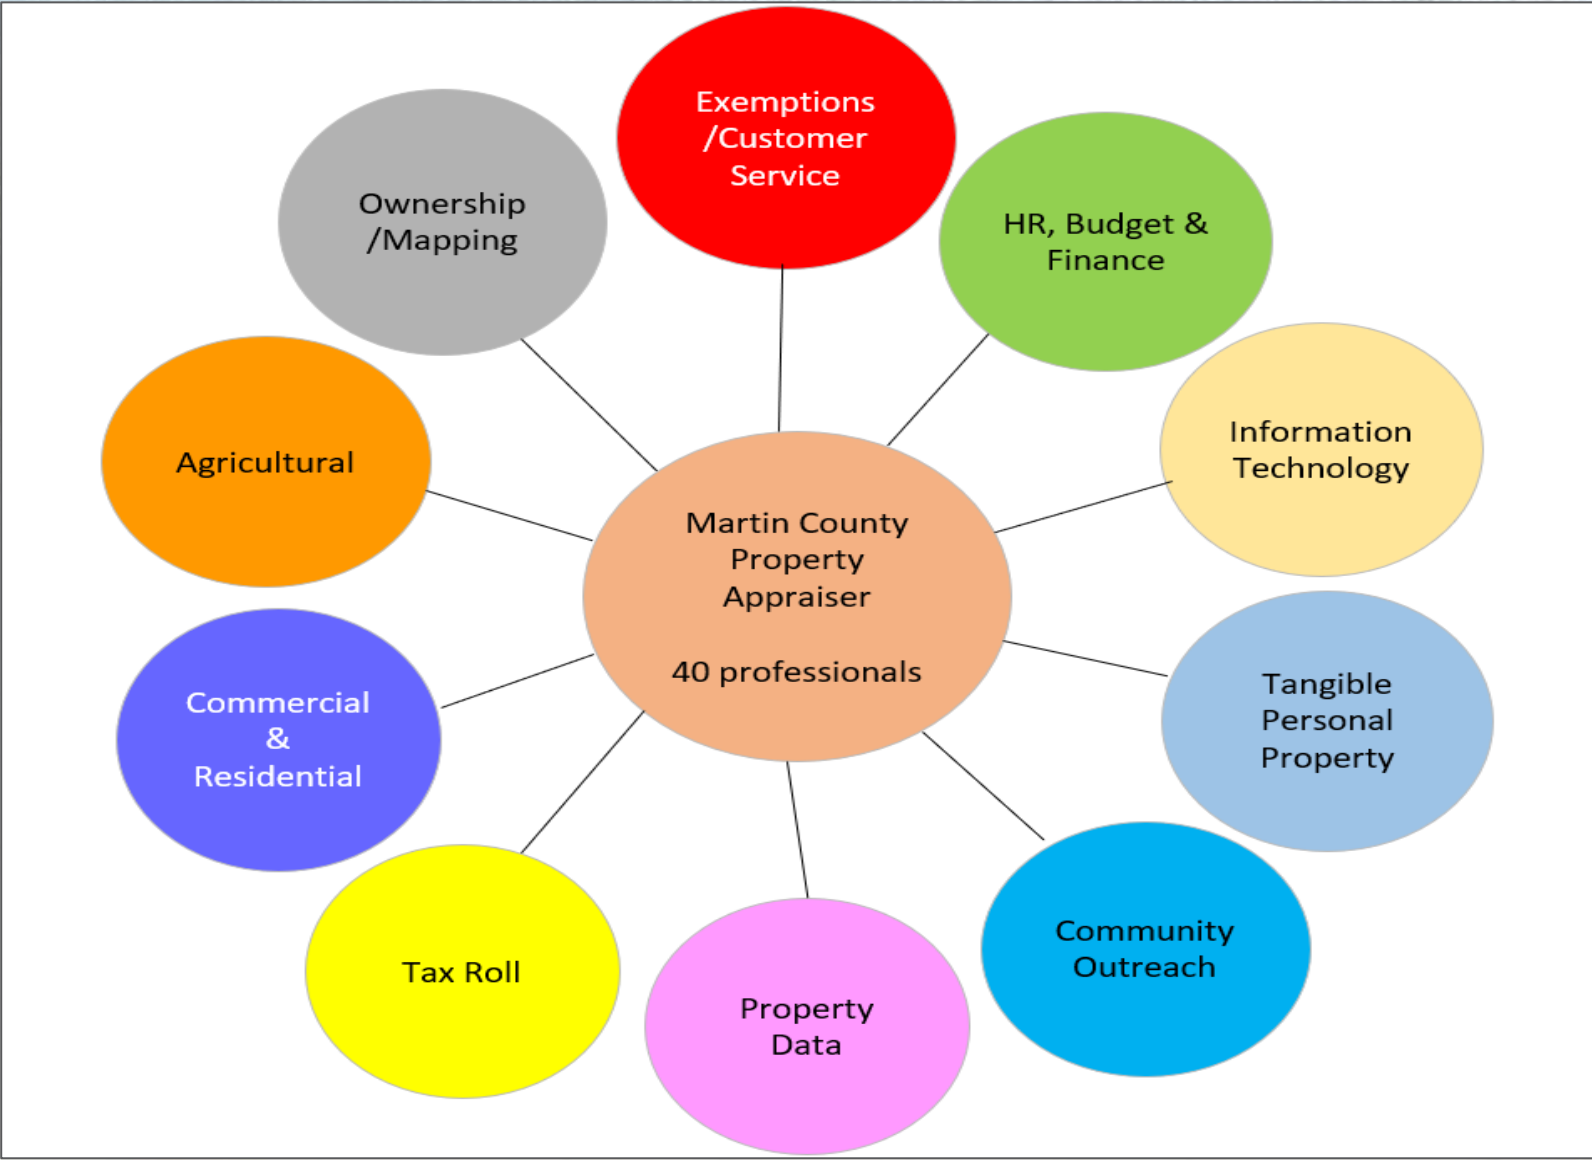 Exemptions
/Customer
Service
HR, Budget &
Finance
Information
Technology
Tangible
Personal
Property
Community
Outreach
Property
Data
Tax Roll
Commercial
&
Residential
Agricultural
Ownership
/Mapping
Martin County
Property
Appraiser
40 professionals